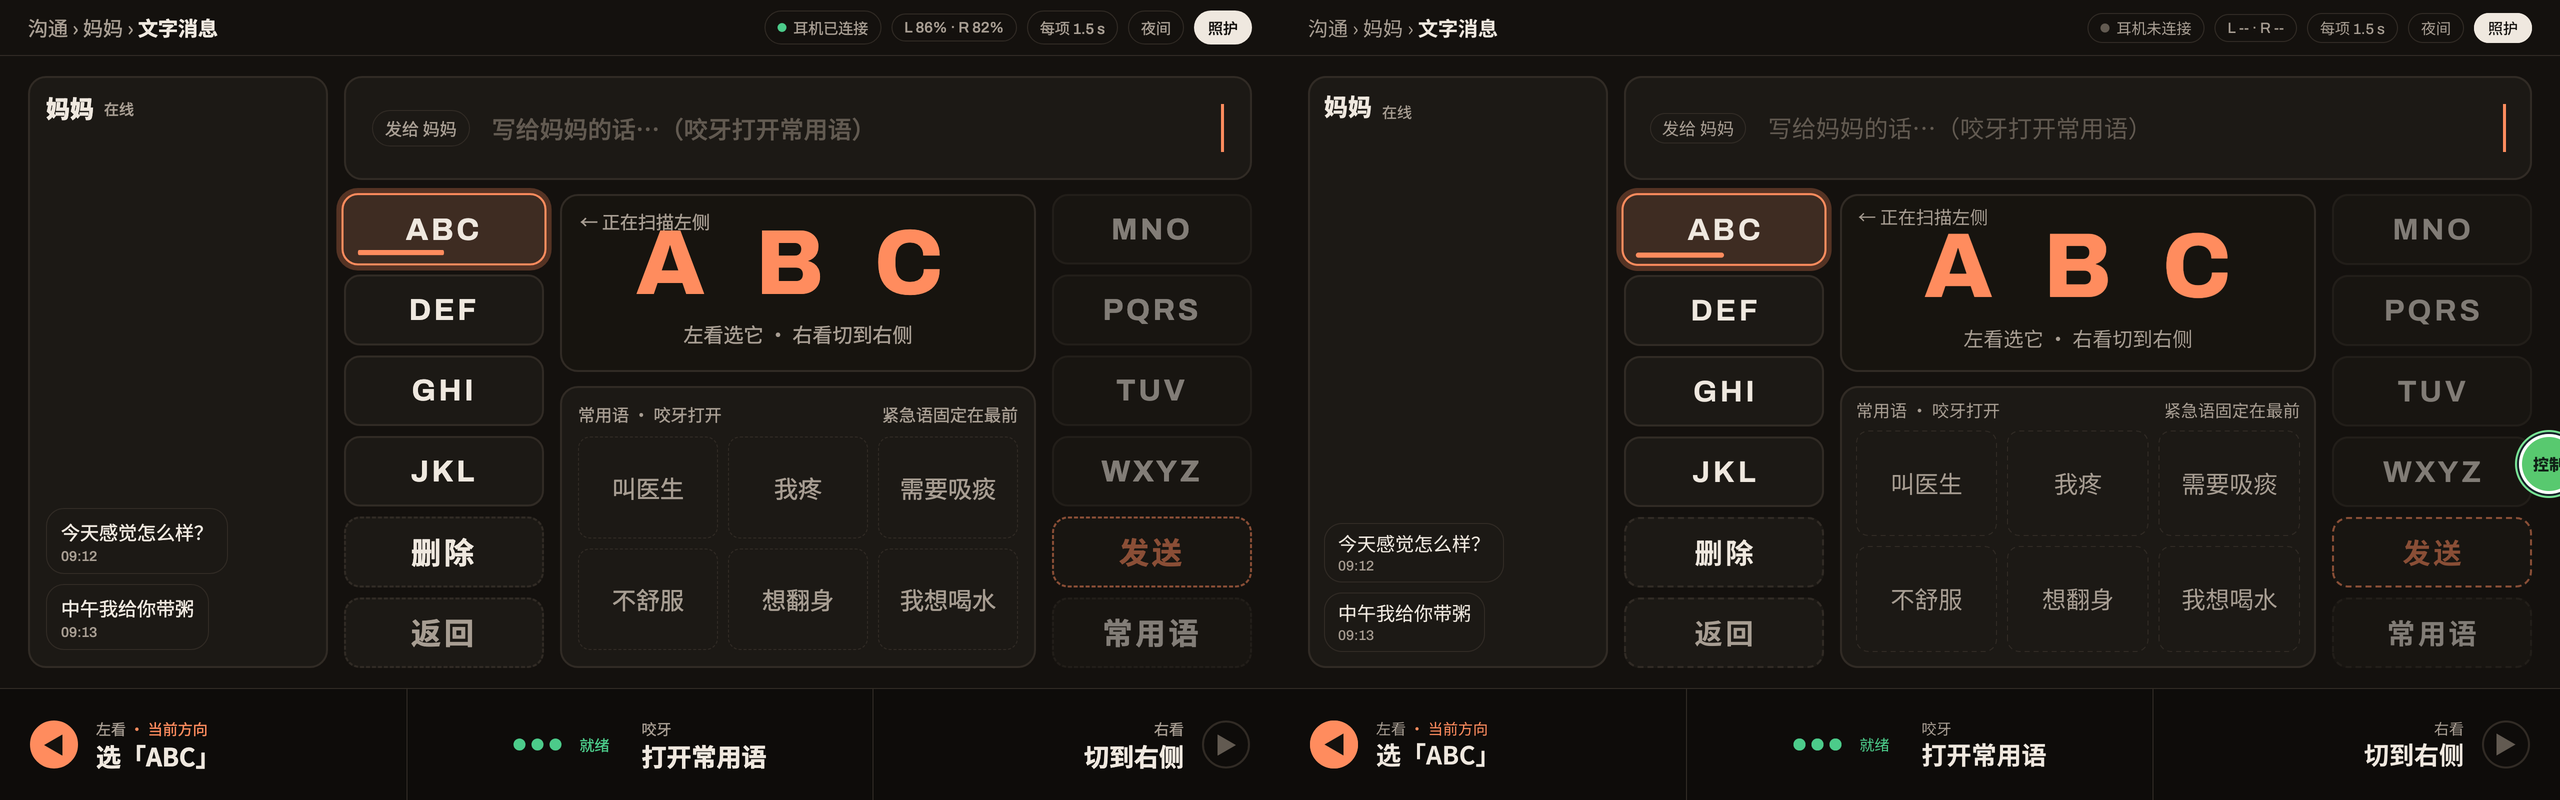 沟通 › 妈妈 › 文字消息
耳机已连接
L 86% · R 82%
每项 1.5 s
夜间
照护
妈妈 在线
今天感觉怎么样？
09:12
中午我给你带粥
09:13
发给 妈妈
写给妈妈的话…（咬牙打开常用语）
ABC
DEF
GHI
JKL
删除
返回
← 正在扫描左侧
A B C
左看选它 · 右看切到右侧
常用语 · 咬牙打开
紧急语固定在最前
叫医生
我疼
需要吸痰
不舒服
想翻身
我想喝水
MNO
PQRS
TUV
WXYZ
发送
常用语
左看 · 当前方向
选「ABC」
就绪
咬牙
打开常用语
右看
切到右侧
沟通 › 妈妈 › 文字消息
耳机未连接
L -- · R --
每项 1.5 s
夜间
照护
妈妈 在线
今天感觉怎么样？
09:12
中午我给你带粥
09:13
发给 妈妈
写给妈妈的话…（咬牙打开常用语）
ABC
DEF
GHI
JKL
删除
返回
← 正在扫描左侧
A B C
左看选它 · 右看切到右侧
常用语 · 咬牙打开
紧急语固定在最前
叫医生
我疼
需要吸痰
不舒服
想翻身
我想喝水
MNO
PQRS
TUV
WXYZ
发送
常用语
控制
左看 · 当前方向
选「ABC」
就绪
咬牙
打开常用语
右看
切到右侧